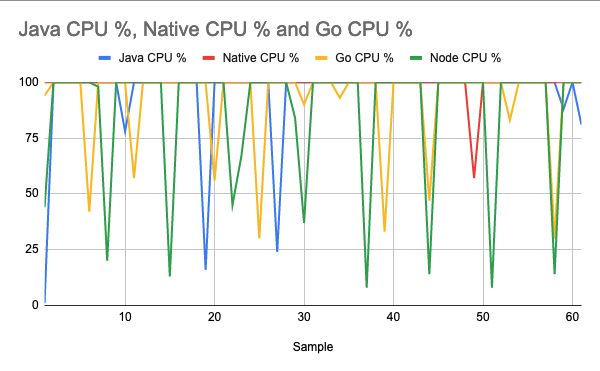 Java CPU %, Native CPU % and Go CPU %
Java CPU % Native CPU % Go CPU % Node CPU %
100
75
50
25
0
10 20 30 40 50 60
Sample